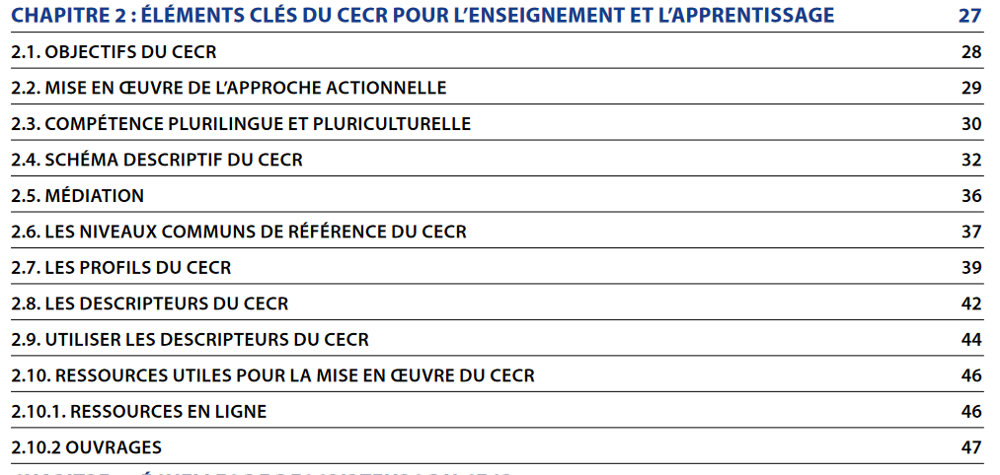 CHAPITRE 2 : ÉLÉMENTS CLÉS DU CECR POUR L’ENSEIGNEMENT ET L’APPRENTISSAGE 27
2.1. OBJECTIFS DU CECR 28
2.2. MISE EN ŒUVRE DE L’APPROCHE ACTIONNELLE 29
2.3. COMPÉTENCE PLURILINGUE ET PLURICULTURELLE 30
2.4. SCHÉMA DESCRIPTIF DU CECR 32
2.5. MÉDIATION 36
2.6. LES NIVEAUX COMMUNS DE RÉFÉRENCE DU CECR 37
2.7. LES PROFILS DU CECR 39
2.8. LES DESCRIPTEURS DU CECR 42
2.9. UTILISER LES DESCRIPTEURS DU CECR 44
2.10. RESSOURCES UTILES POUR LA MISE EN ŒUVRE DU CECR 46
2.10.1. RESSOURCES EN LIGNE 46
2.10.2 OUVRAGES 47